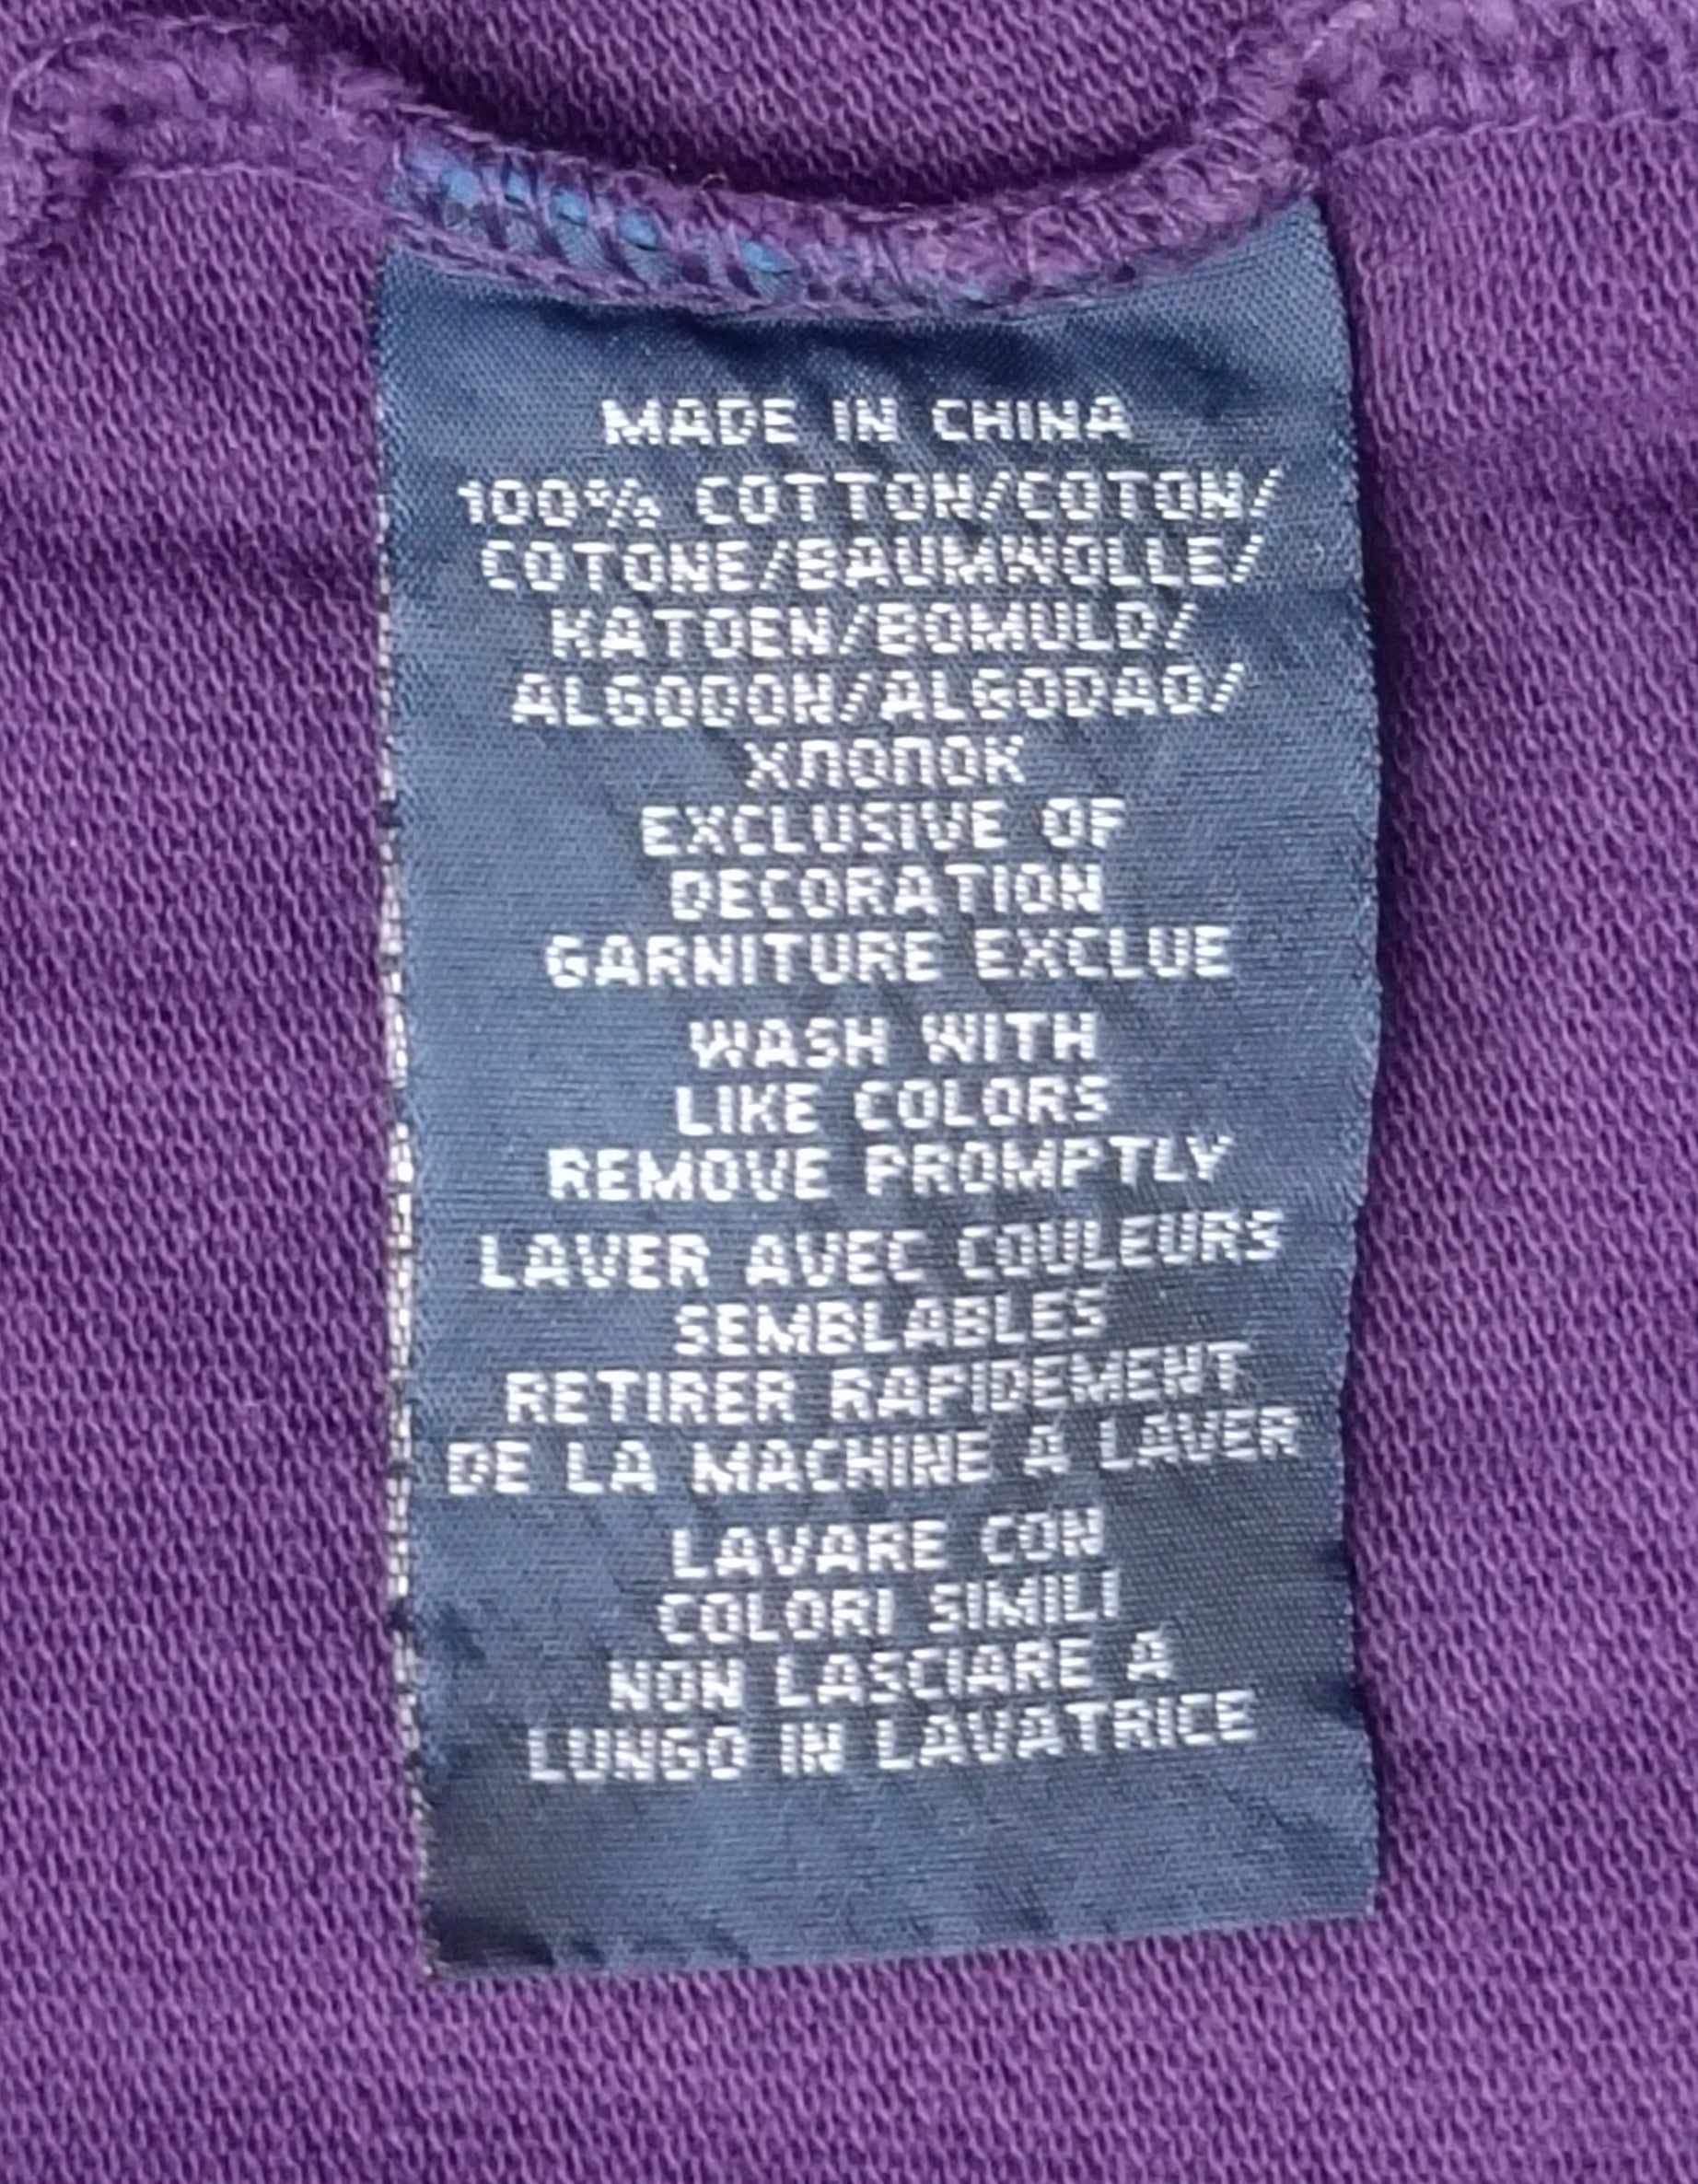 MADE IN CHINA
100% COTTON/COTON/
COTONE/BAUMWOLLE/
KATOEN/BOMULD/
ALGODON/ALGODAO/
ХЛОПОК
EXCLUSIVE OF
DECORATION
GARNITURE EXCLUE
WASH WITH
LIKE COLORS
REMOVE PROMPTLY
LAVER AVEC COULEURS
SEMBLABLES
RETIRER RAPIDEMENT
DE LA MACHINE A LAVER
LAVARE CON
COLORI SIMILI
NON LASCIARE A
LUNGO IN LAVATRICE